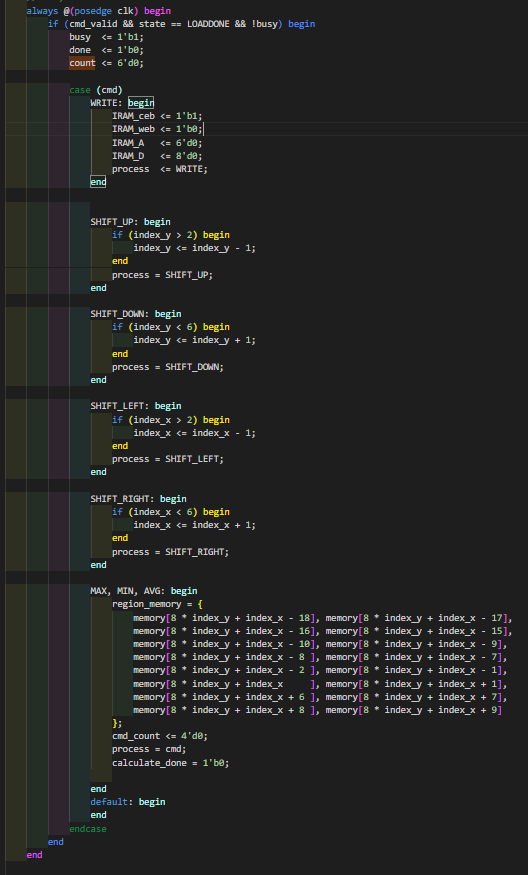 always @(posedge clk) begin
    if (cmd_valid && state == LOADDONE && !busy) begin
        busy  <= 1'b1;
        done  <= 1'b0;
        count <= 6'd0;

        case (cmd)
            WRITE: begin
                IRAM_ceb <= 1'b1;
                IRAM_web <= 1'b0;
                IRAM_A   <= 6'd0;
                IRAM_D   <= 8'd0;
                process  <= WRITE;
            end


            SHIFT_UP: begin
                if (index_y > 2) begin
                    index_y <= index_y - 1;
                end
                process = SHIFT_UP;
            end

            SHIFT_DOWN: begin
                if (index_y < 6) begin
                    index_y <= index_y + 1;
                end
                process = SHIFT_DOWN;
            end

            SHIFT_LEFT: begin
                if (index_x > 2) begin
                    index_x <= index_x - 1;
                end
                process = SHIFT_LEFT;
            end

            SHIFT_RIGHT: begin
                if (index_x < 6) begin
                    index_x <= index_x + 1;
                end
                process = SHIFT_RIGHT;
            end

            MAX, MIN, AVG: begin
                region_memory = {
                    memory[8 * index_y + index_x - 18], memory[8 * index_y + index_x - 17],
                    memory[8 * index_y + index_x - 16], memory[8 * index_y + index_x - 15],
                    memory[8 * index_y + index_x - 10], memory[8 * index_y + index_x - 9],
                    memory[8 * index_y + index_x - 8 ], memory[8 * index_y + index_x - 7],
                    memory[8 * index_y + index_x - 2 ], memory[8 * index_y + index_x - 1],
                    memory[8 * index_y + index_x     ], memory[8 * index_y + index_x + 1],
                    memory[8 * index_y + index_x + 6 ], memory[8 * index_y + index_x + 7],
                    memory[8 * index_y + index_x + 8 ], memory[8 * index_y + index_x + 9]
                };
                cmd_count <= 4'd0;
                process = cmd;
                calculate_done = 1'b0;

            end
            default: begin
            end
        endcase
    end
end